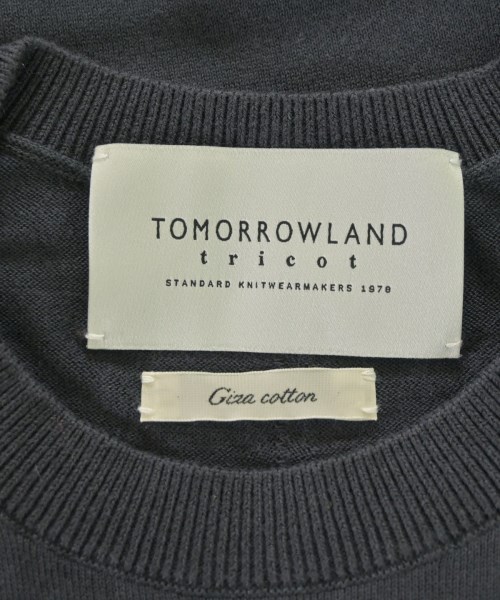 TOMORROWLAND
tricot
STANDARD KNITWEARMAKERS 1978
Giza cotton